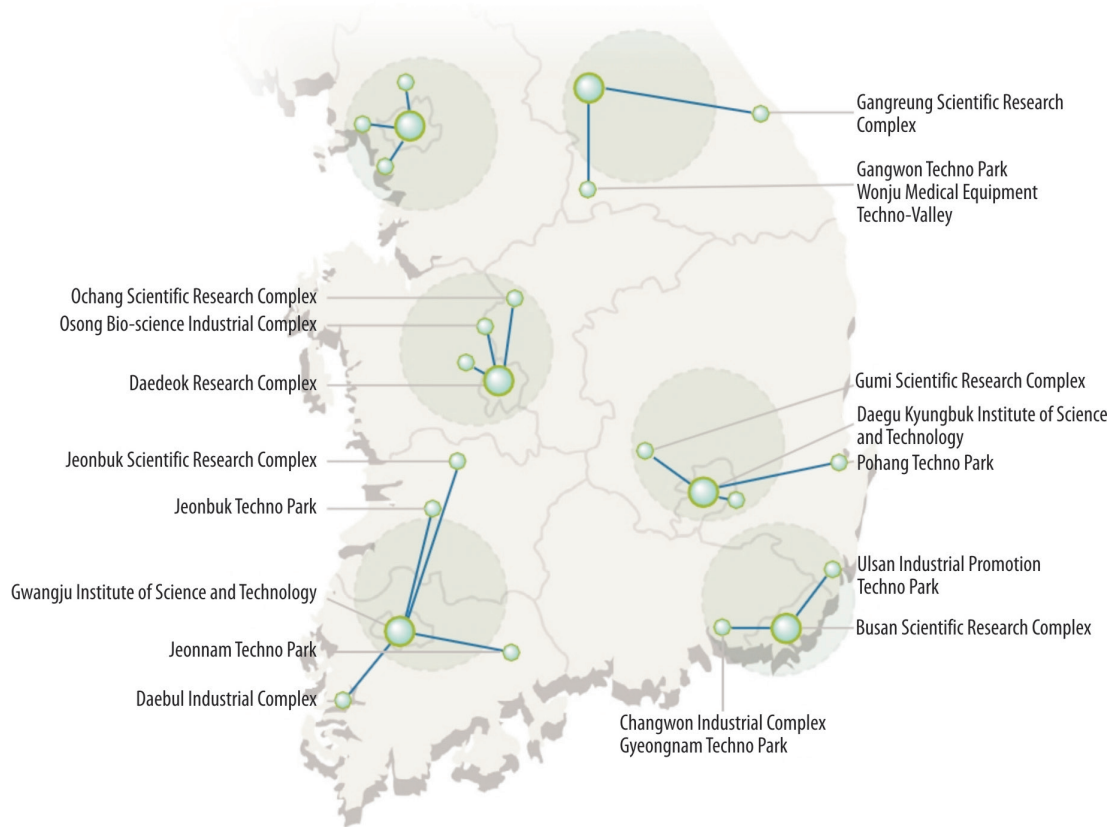 Gangreung Scientific Research
Complex
Gangwon Techno Park
Wonju Medical Equipment
Techno-Valley
Ochang Scientific Research Complex
Osong Bio-science Industrial Complex
Daedeok Research Complex
Gumi Scientific Research Complex
Daegu Kyungbuk Institute of Science
and Technology
Pohang Techno Park
Jeonbuk Scientific Research Complex
Jeonbuk Techno Park
Gwangju Institute of Science and Technology
Jeonnam Techno Park
Daebul Industrial Complex
Ulsan Industrial Promotion
Techno Park
Busan Scientific Research Complex
Changwon Industrial Complex
Gyeongnam Techno Park